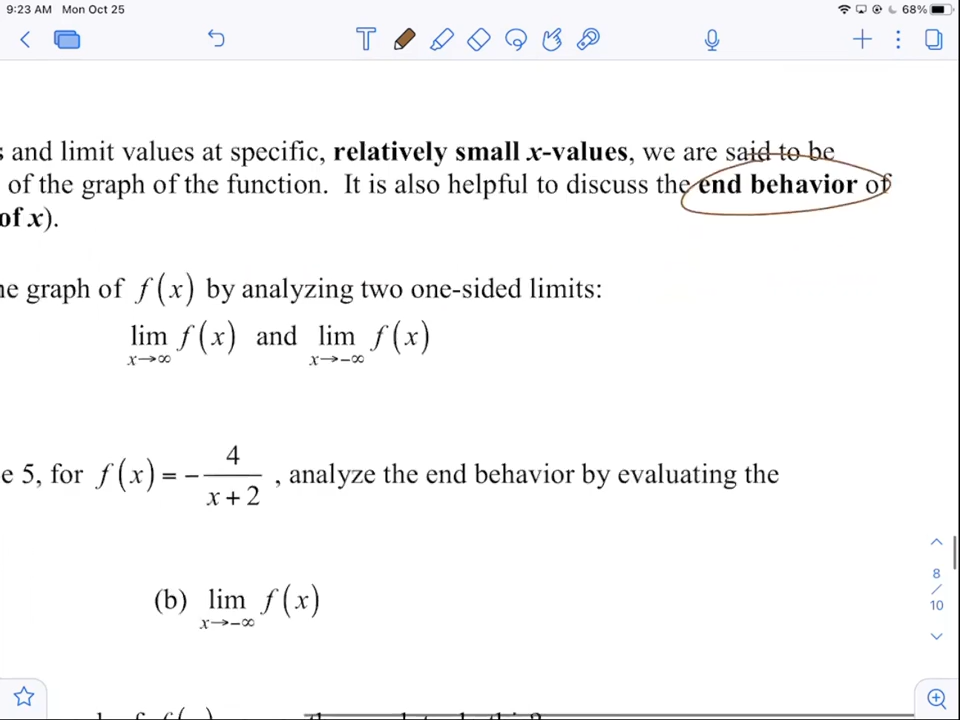 9:23 AM Mon Oct 25 68%
and limit values at specific, relatively small x-values, we are said to be
of the graph of the function. It is also helpful to discuss the end behavior of
of x).
graph of f(x) by analyzing two one-sided limits:
lim x→∞ f(x) and lim x→−∞ f(x)
5, for f(x) = − 4/(x + 2) , analyze the end behavior by evaluating the
(b) lim x→−∞ f(x)
8
/
10